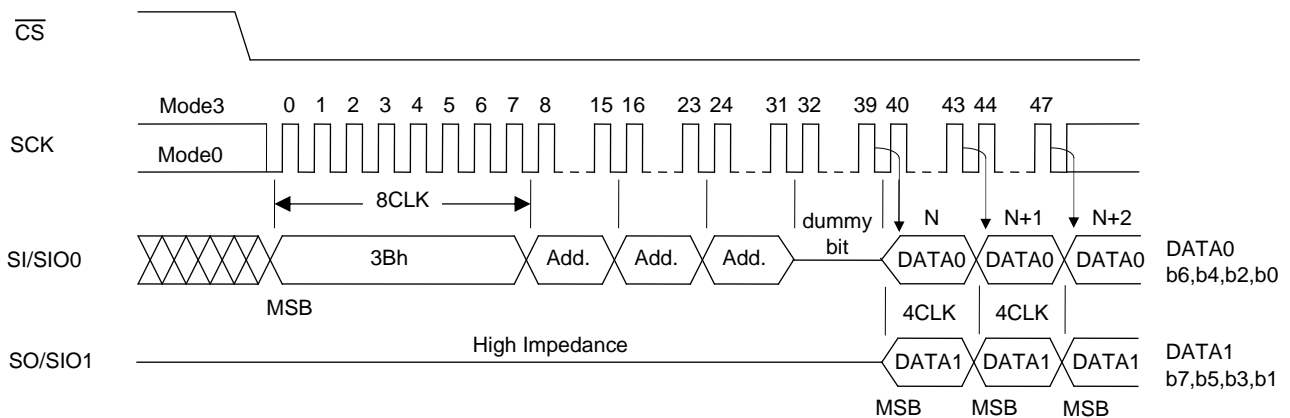 CS
Mode3 0 1 2 3 4 5 6 7 8 15 16 23 24 31 32 39 40 43 44 47
SCK
Mode0
8CLK
dummy
bit
N N+1 N+2
SI/SIO0 3Bh Add. Add. Add. DATA0 DATA0 DATA0
DATA0
b6,b4,b2,b0
MSB
4CLK 4CLK
High Impedance
SO/SIO1 DATA1 DATA1 DATA1
DATA1
b7,b5,b3,b1
MSB MSB MSB